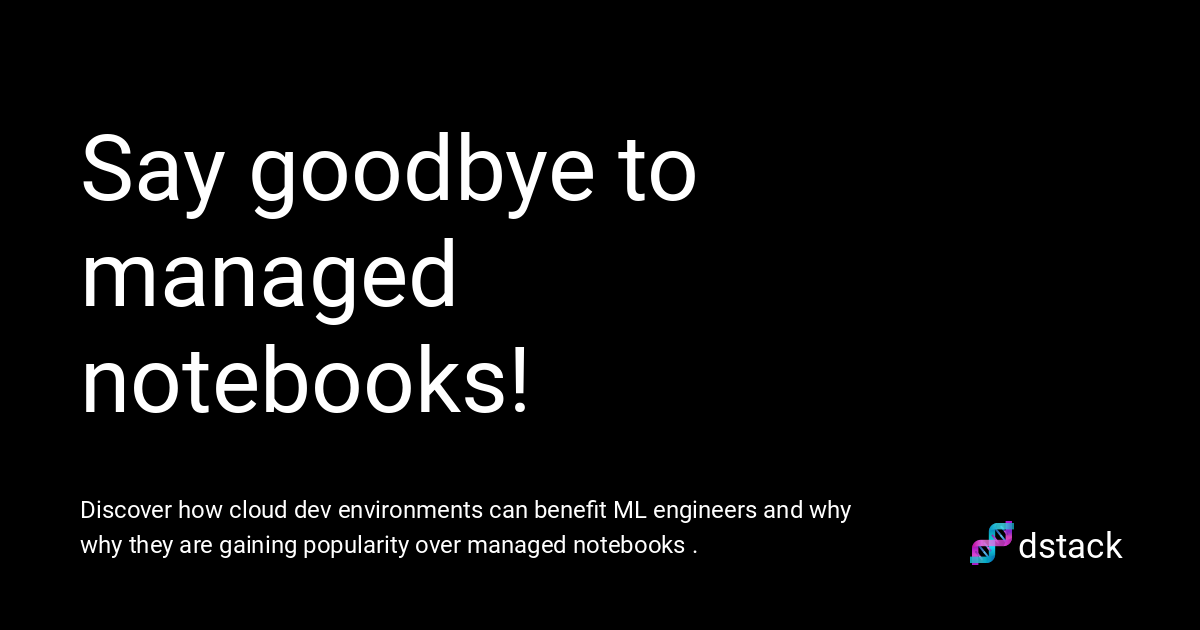 Say goodbye to
managed
notebooks!
Discover how cloud dev environments can benefit ML engineers and why
why they are gaining popularity over managed notebooks .
dstack